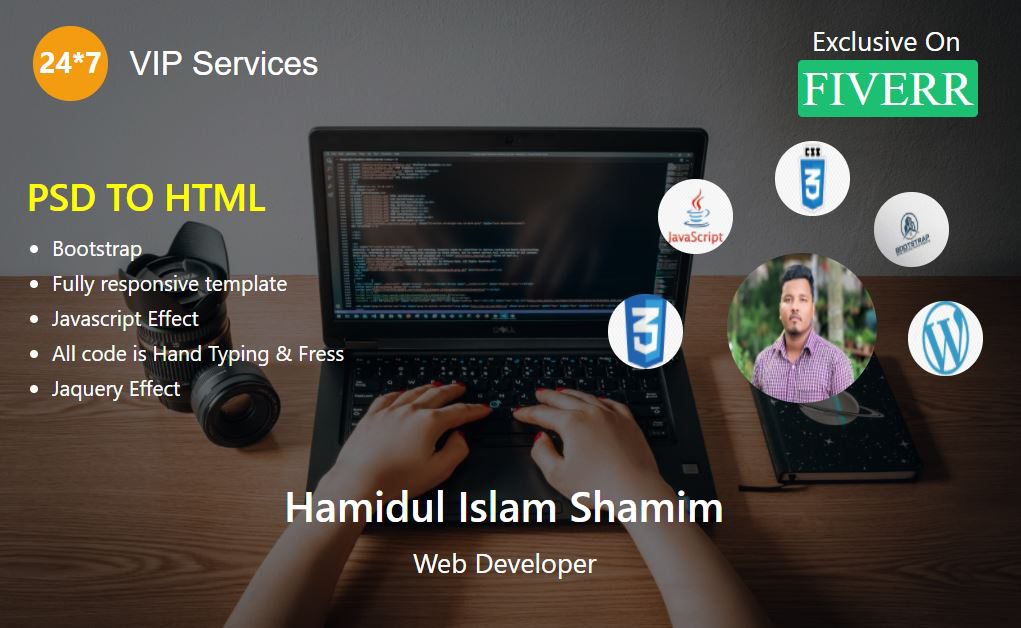 24*7 VIP Services
Exclusive On
FIVERR
PSD TO HTML
Bootstrap
Fully responsive template
Javascript Effect
All code is Hand Typing & Fress
Jaquery Effect
CSS
3
JavaScript
BOOTSTRAP
3
W
DELL
Hamidul Islam Shamim
Web Developer